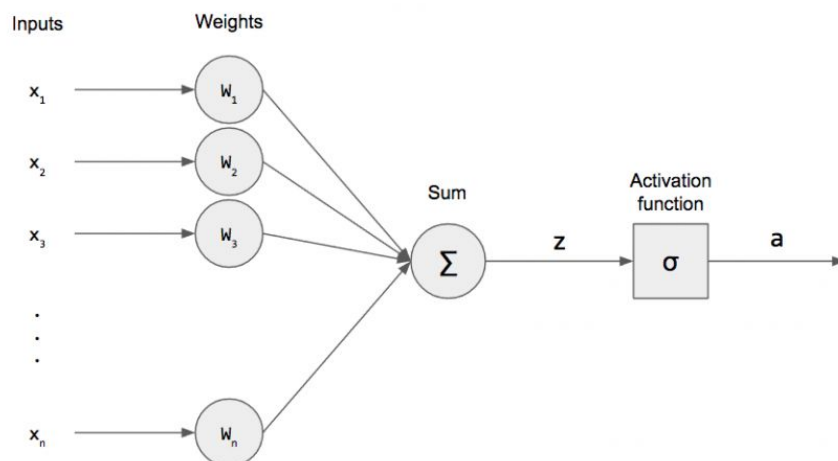 Inputs
Weights
x₁
W₁
x₂
W₂
x₃
W₃
.
.
.
xₙ
Wₙ
Sum
Σ
z
Activation
function
σ
a